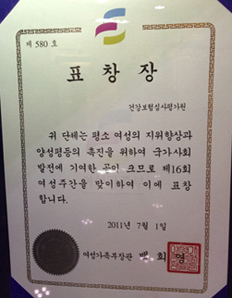 제 580 호
표 창 장
건강보험심사평가원
귀 단체는 평소 여성의 지위향상과
양성평등의 촉진을 위하여 국가사회
발전에 기여한 공이 크므로 제16회
여성주간을 맞이하여 이에 표창
합니다.
2011년 7월 1일
여성가족부장관 백 희 영